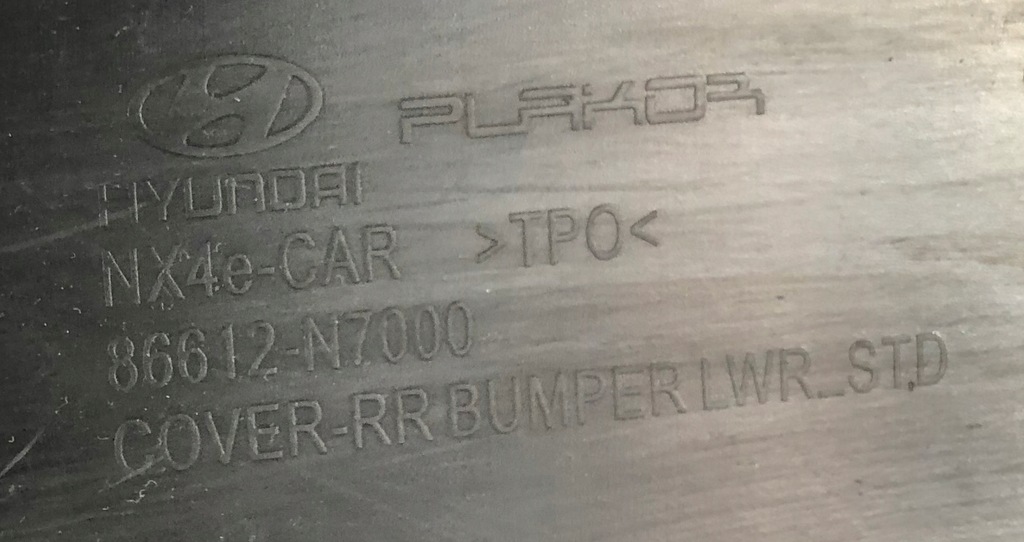 PLAKOR
HYUNDAI
NX4e-CAR >TPO<
86612-N7000
COVER-RR BUMPER LWR_STD